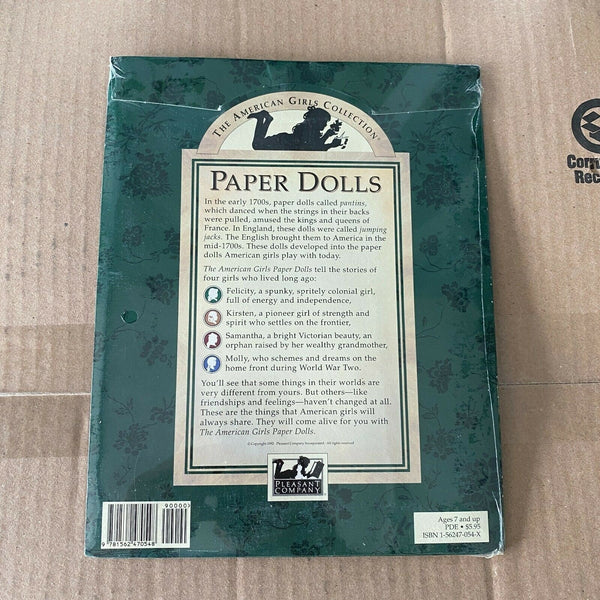 THE AMERICAN GIRLS COLLECTION®
PAPER DOLLS
In the early 1700s, paper dolls called pantins,
which danced when the strings in their backs
were pulled, amused the kings and queens of
France. In England, these dolls were called jumping
jacks. The English brought them to America in the
mid-1700s. These dolls developed into the paper
dolls American girls play with today.
The American Girls Paper Dolls tell the stories of
four girls who lived long ago:
Felicity, a spunky, spritely colonial girl,
full of energy and independence,
Kirsten, a pioneer girl of strength and
spirit who settles on the frontier,
Samantha, a bright Victorian beauty, an
orphan raised by her wealthy grandmother,
Molly, who schemes and dreams on the
home front during World War Two.
You'll see that some things in their worlds are
very different from yours. But others—like
friendships and feelings—haven't changed at all.
These are the things that American girls will
always share. They will come alive for you with
The American Girls Paper Dolls.
PLEASANT
COMPANY
90000
9 781562 470548
Ages 7 and up
PDE • $5.95
ISBN 1-56247-054-X
Rec